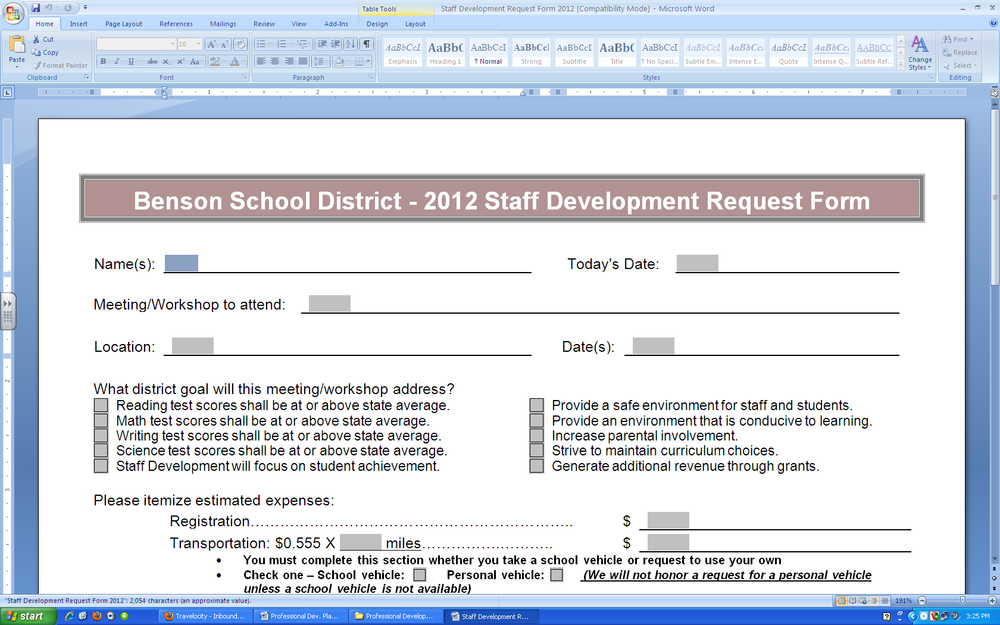 Table Tools
Staff Development Request Form 2012 [Compatibility Mode] - Microsoft Word
Home Insert Page Layout References Mailings Review View Add-Ins Design Layout
Paste
Cut
Copy
Format Painter
Clipboard
10
Font
Paragraph
AaBbCcI AaBbC AaBbCcI AaBbCcI AaBbCcI AaBbC AaBbCcI AaBbCcI AaBbCcI AaBbCcI AaBbCcI AaBbCc
Emphasis Heading 1 ¶ Normal Strong Subtitle Title ¶ No Spaci... Subtle Em... Intense E... Quote Intense Q... Subtle Ref...
Styles
Change Styles
Find
Replace
Select
Editing
1 2 3 5 6 7
Benson School District - 2012 Staff Development Request Form
Name(s): Today's Date:
Meeting/Workshop to attend:
Location: Date(s):
What district goal will this meeting/workshop address?
Reading test scores shall be at or above state average. Provide a safe environment for staff and students.
Math test scores shall be at or above state average. Provide an environment that is conducive to learning.
Writing test scores shall be at or above state average. Increase parental involvement.
Science test scores shall be at or above state average. Strive to maintain curriculum choices.
Staff Development will focus on student achievement. Generate additional revenue through grants.
Please itemize estimated expenses:
Registration……………………………………………………….. $
Transportation: $0.555 X miles…………….……….. $
• You must complete this section whether you take a school vehicle or request to use your own
• Check one – School vehicle: Personal vehicle: (We will not honor a request for a personal vehicle
unless a school vehicle is not available)
2
3
"Staff Development Request Form 2012": 2,054 characters (an approximate value).
191%
start
Travelocity - Inbound... Professional Dev. Pla... Professional Develop... Staff Development R...
3:25 PM